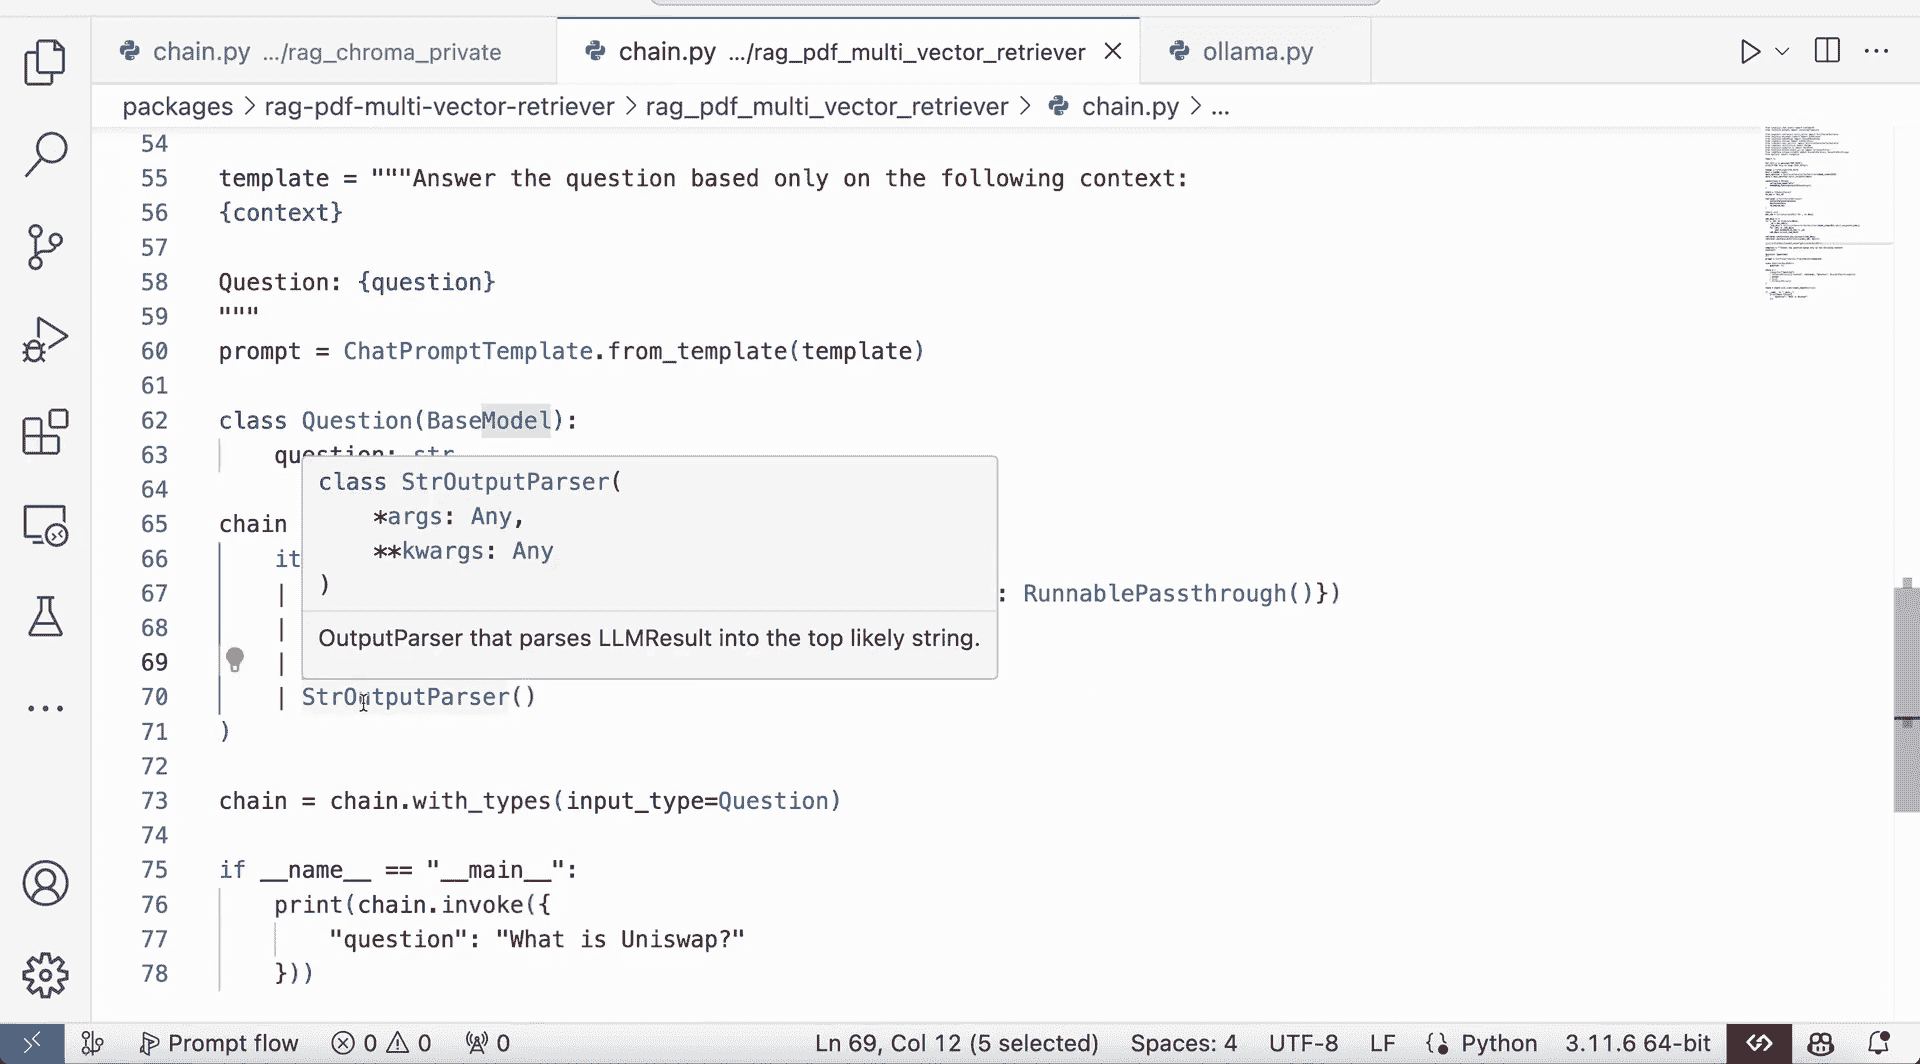 chain.py .../rag_chroma_private
chain.py .../rag_pdf_multi_vector_retriever
ollama.py
packages > rag-pdf-multi-vector-retriever > rag_pdf_multi_vector_retriever > chain.py > ...
54
55 template = """Answer the question based only on the following context:
56 {context}
57
58 Question: {question}
59 """
60 prompt = ChatPromptTemplate.from_template(template)
61
62 class Question(BaseModel):
63 question: str
64
65 chain
66 it
67 | : RunnablePassthrough()})
68 |
69 |
70 | StrOutputParser()
71 )
72
73 chain = chain.with_types(input_type=Question)
74
75 if __name__ == "__main__":
76 print(chain.invoke({
77 "question": "What is Uniswap?"
78 }))
class StrOutputParser(
*args: Any,
**kwargs: Any
)
OutputParser that parses LLMResult into the top likely string.
Prompt flow 0 0 0 Ln 69, Col 12 (5 selected) Spaces: 4 UTF-8 LF Python 3.11.6 64-bit